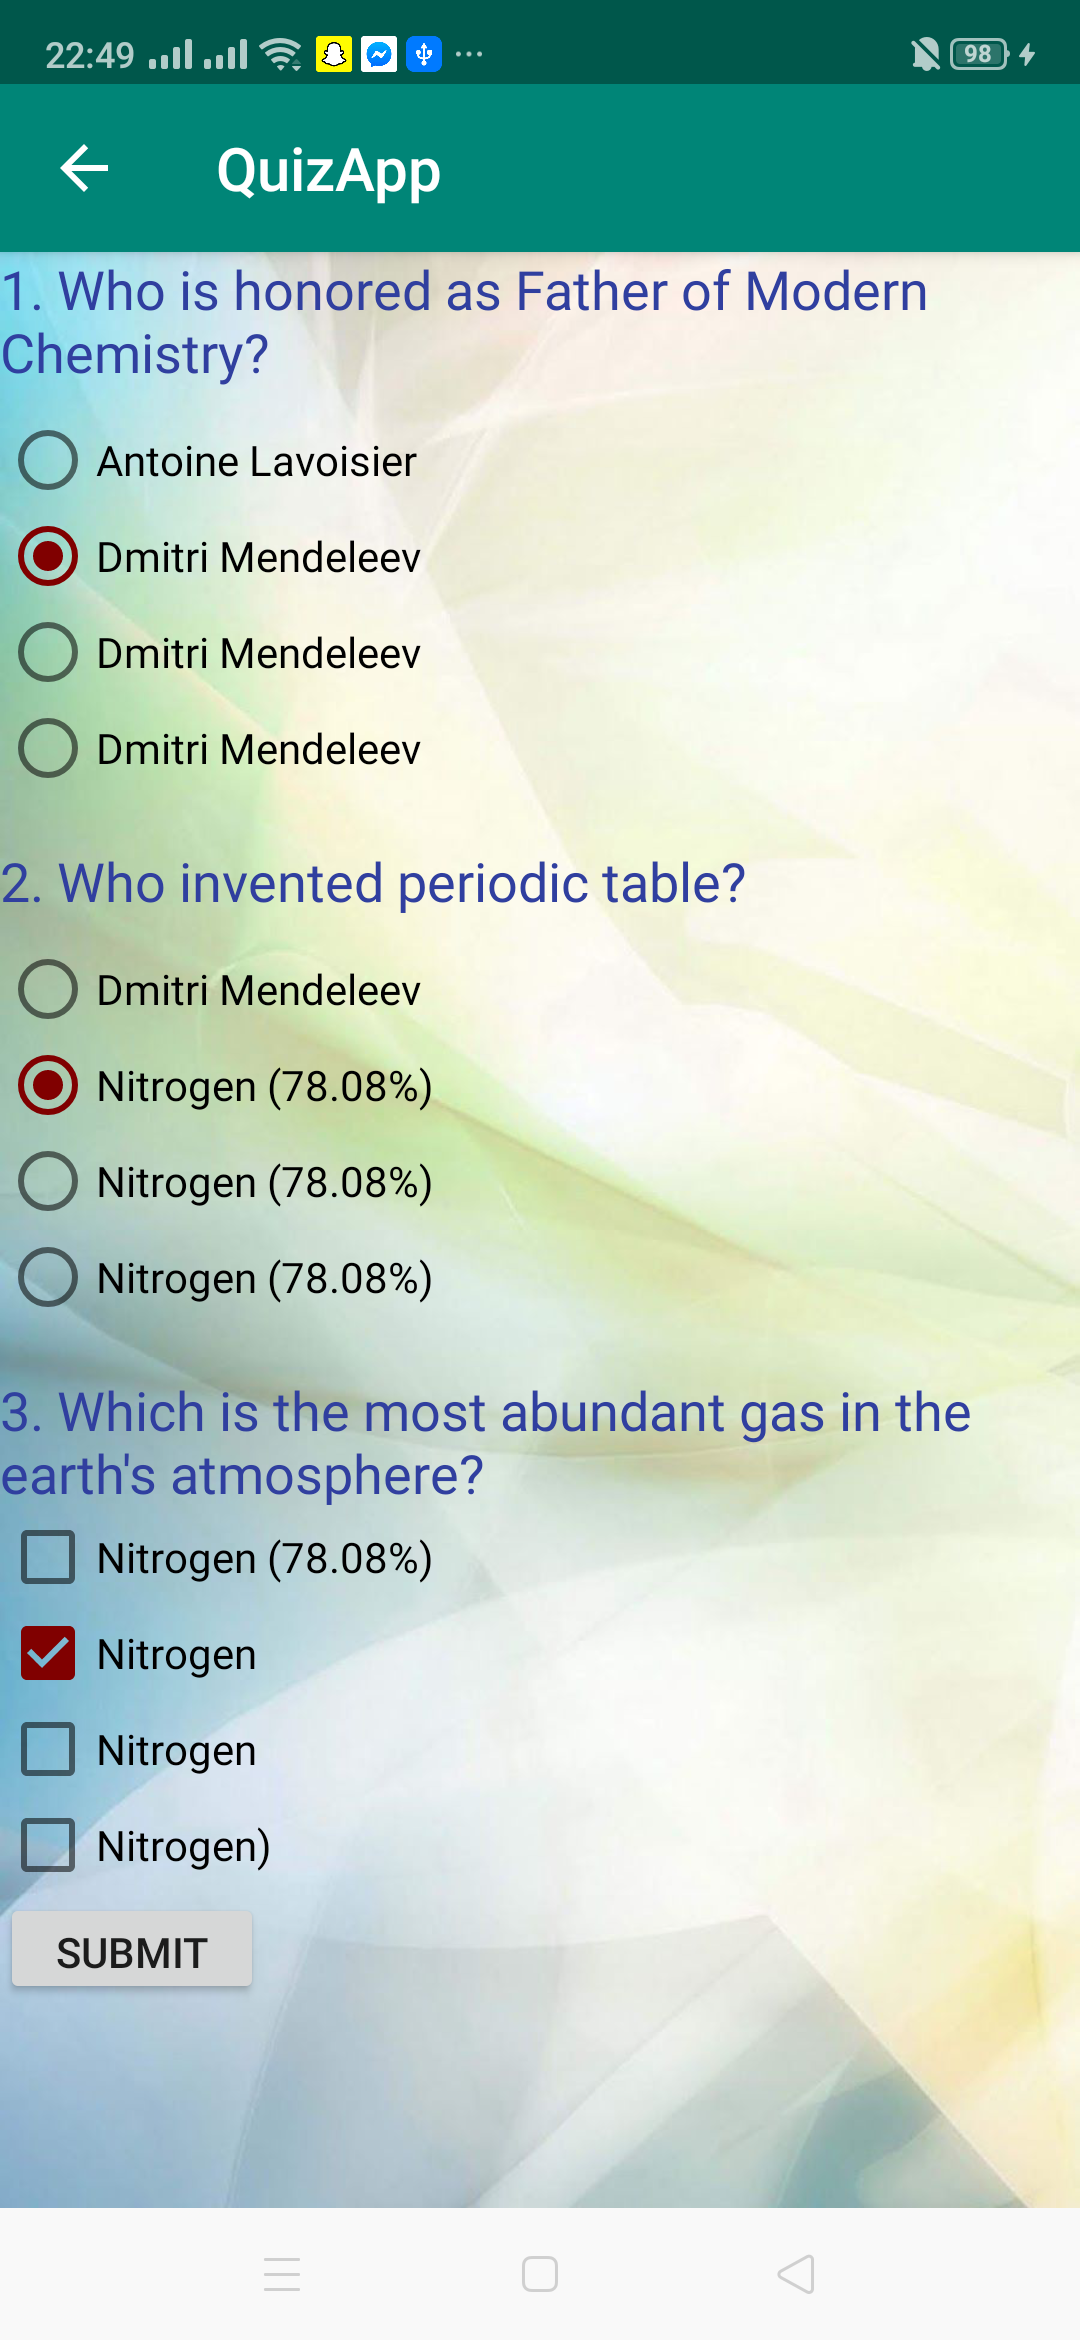 22:49
98
QuizApp
1. Who is honored as Father of Modern
Chemistry?
Antoine Lavoisier
Dmitri Mendeleev
Dmitri Mendeleev
Dmitri Mendeleev
2. Who invented periodic table?
Dmitri Mendeleev
Nitrogen (78.08%)
Nitrogen (78.08%)
Nitrogen (78.08%)
3. Which is the most abundant gas in the
earth's atmosphere?
Nitrogen (78.08%)
Nitrogen
Nitrogen
Nitrogen)
SUBMIT